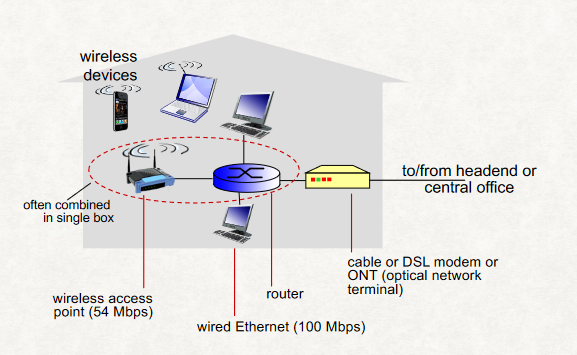 wireless
devices
to/from headend or
central office
often combined
in single box
wireless access
point (54 Mbps)
wired Ethernet (100 Mbps)
router
cable or DSL modem or
ONT (optical network
terminal)